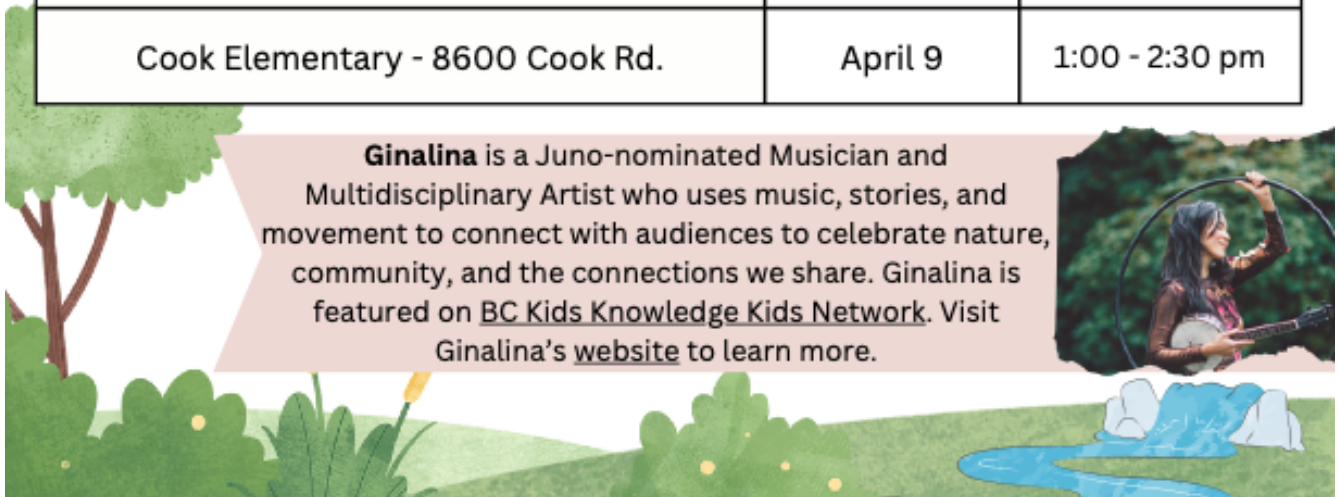 Cook Elementary - 8600 Cook Rd.
April 9
1:00 - 2:30 pm
Ginalina is a Juno-nominated Musician and
Multidisciplinary Artist who uses music, stories, and
movement to connect with audiences to celebrate nature,
community, and the connections we share. Ginalina is
featured on BC Kids Knowledge Kids Network. Visit
Ginalina’s website to learn more.